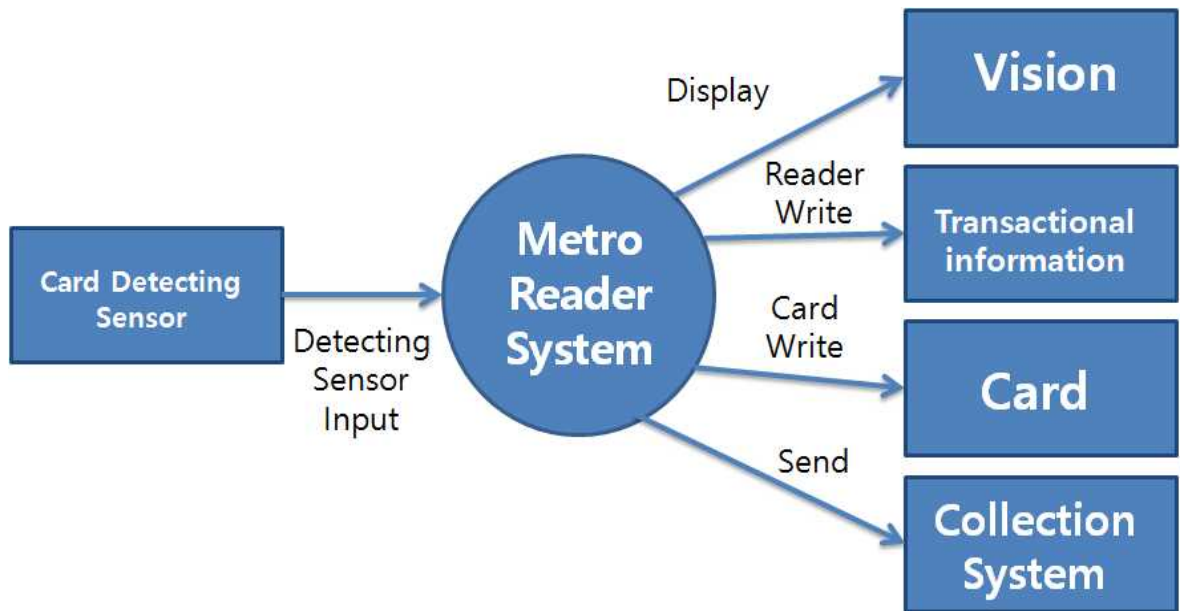 Card Detecting
Sensor
Detecting
Sensor
Input
Metro
Reader
System
Display
Vision
Reader
Write
Transactional
information
Card
Write
Card
Send
Collection
System